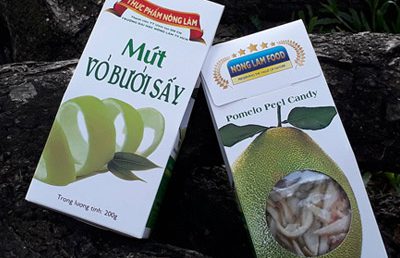 THỰC PHẨM NÔNG LÂM
Mứt
VỎ BƯỞI SẤY
Trọng lượng tịnh: 200g
NONG LAM FOOD
Pomelo Peel Candy